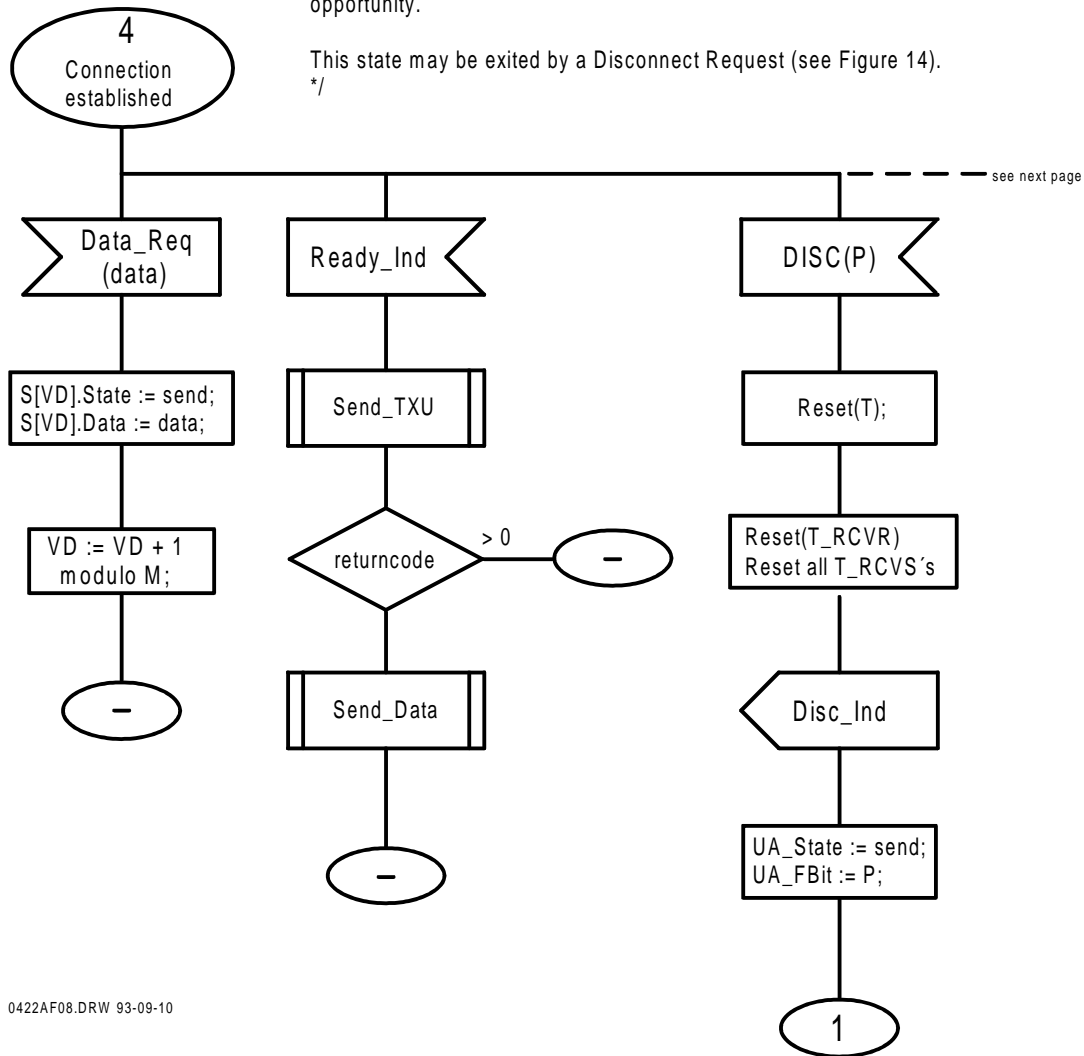 opportunity.
This state may be exited by a Disconnect Request (see Figure 14).
*/
4
Connection
established
see next page
Data_Req
(data)
Ready_Ind
DISC(P)
S[VD].State := send;
S[VD].Data := data;
Send_TXU
Reset(T);
VD := VD + 1
modulo M;
returncode
> 0
–
Reset(T_RCVR)
Reset all T_RCVS´s
–
Send_Data
Disc_Ind
UA_State := send;
UA_FBit := P;
–
0422AF08.DRW 93-09-10
1